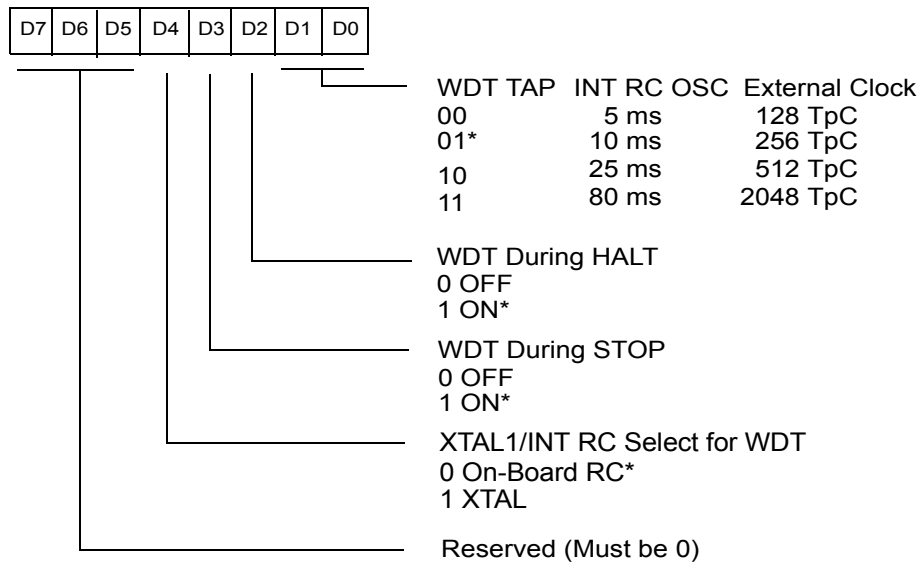 D7 D6 D5 D4 D3 D2 D1 D0
WDT TAP INT RC OSC External Clock
00 5 ms 128 TpC
01* 10 ms 256 TpC
10 25 ms 512 TpC
11 80 ms 2048 TpC
WDT During HALT
0 OFF
1 ON*
WDT During STOP
0 OFF
1 ON*
XTAL1/INT RC Select for WDT
0 On-Board RC*
1 XTAL
Reserved (Must be 0)